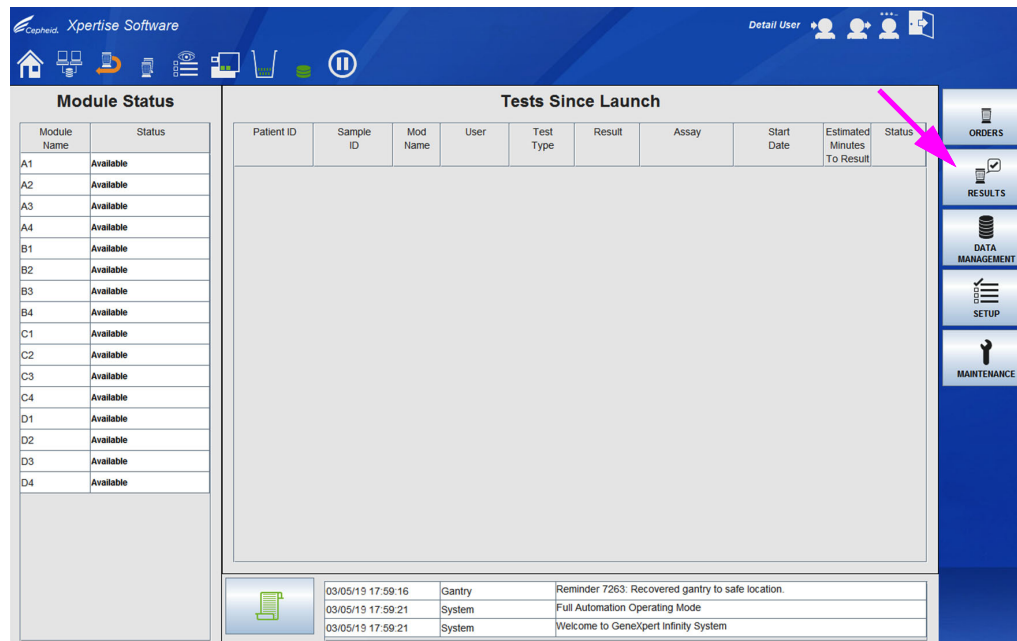 Cepheid. Xpertise Software
Detail User
Module Status
Tests Since Launch
Module Name Status
Patient ID Sample ID Mod Name User Test Type Result Assay Start Date Estimated Minutes To Result Status
A1 Available
A2 Available
A3 Available
A4 Available
B1 Available
B2 Available
B3 Available
B4 Available
C1 Available
C2 Available
C3 Available
C4 Available
D1 Available
D2 Available
D3 Available
D4 Available
ORDERS
RESULTS
DATA
MANAGEMENT
SETUP
MAINTENANCE
03/05/19 17:59:16 Gantry Reminder 7263: Recovered gantry to safe location.
03/05/19 17:59:21 System Full Automation Operating Mode
03/05/19 17:59:21 System Welcome to GeneXpert Infinity System